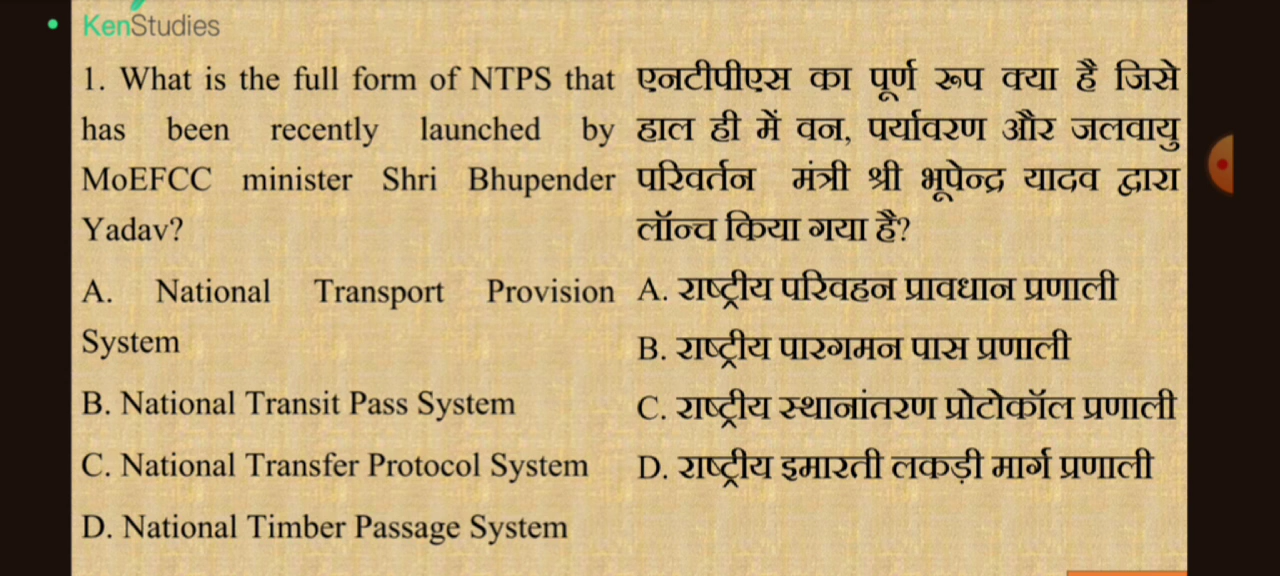 KenStudies
1. What is the full form of NTPS that
has been recently launched by
MoEFCC minister Shri Bhupender
Yadav?
A. National Transport Provision
System
B. National Transit Pass System
C. National Transfer Protocol System
D. National Timber Passage System
एनटीपीएस का पूर्ण रूप क्या है जिसे
हाल ही में वन, पर्यावरण और जलवायु
परिवर्तन मंत्री श्री भूपेन्द्र यादव द्वारा
लॉन्च किया गया है?
A. राष्ट्रीय परिवहन प्रावधान प्रणाली
B. राष्ट्रीय पारगमन पास प्रणाली
C. राष्ट्रीय स्थानांतरण प्रोटोकॉल प्रणाली
D. राष्ट्रीय इमारती लकड़ी मार्ग प्रणाली